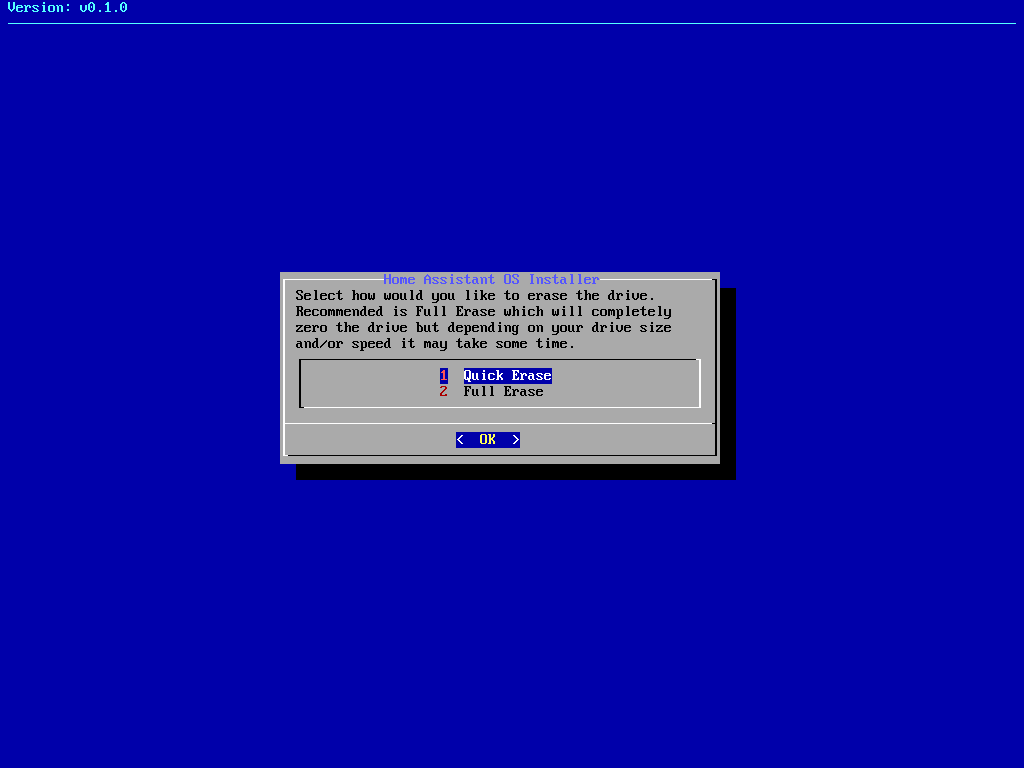 Version: v0.1.0
Home Assistant OS Installer
Select how would you like to erase the drive.
Recommended is Full Erase which will completely
zero the drive but depending on your drive size
and/or speed it may take some time.
1 Quick Erase
2 Full Erase
< OK >